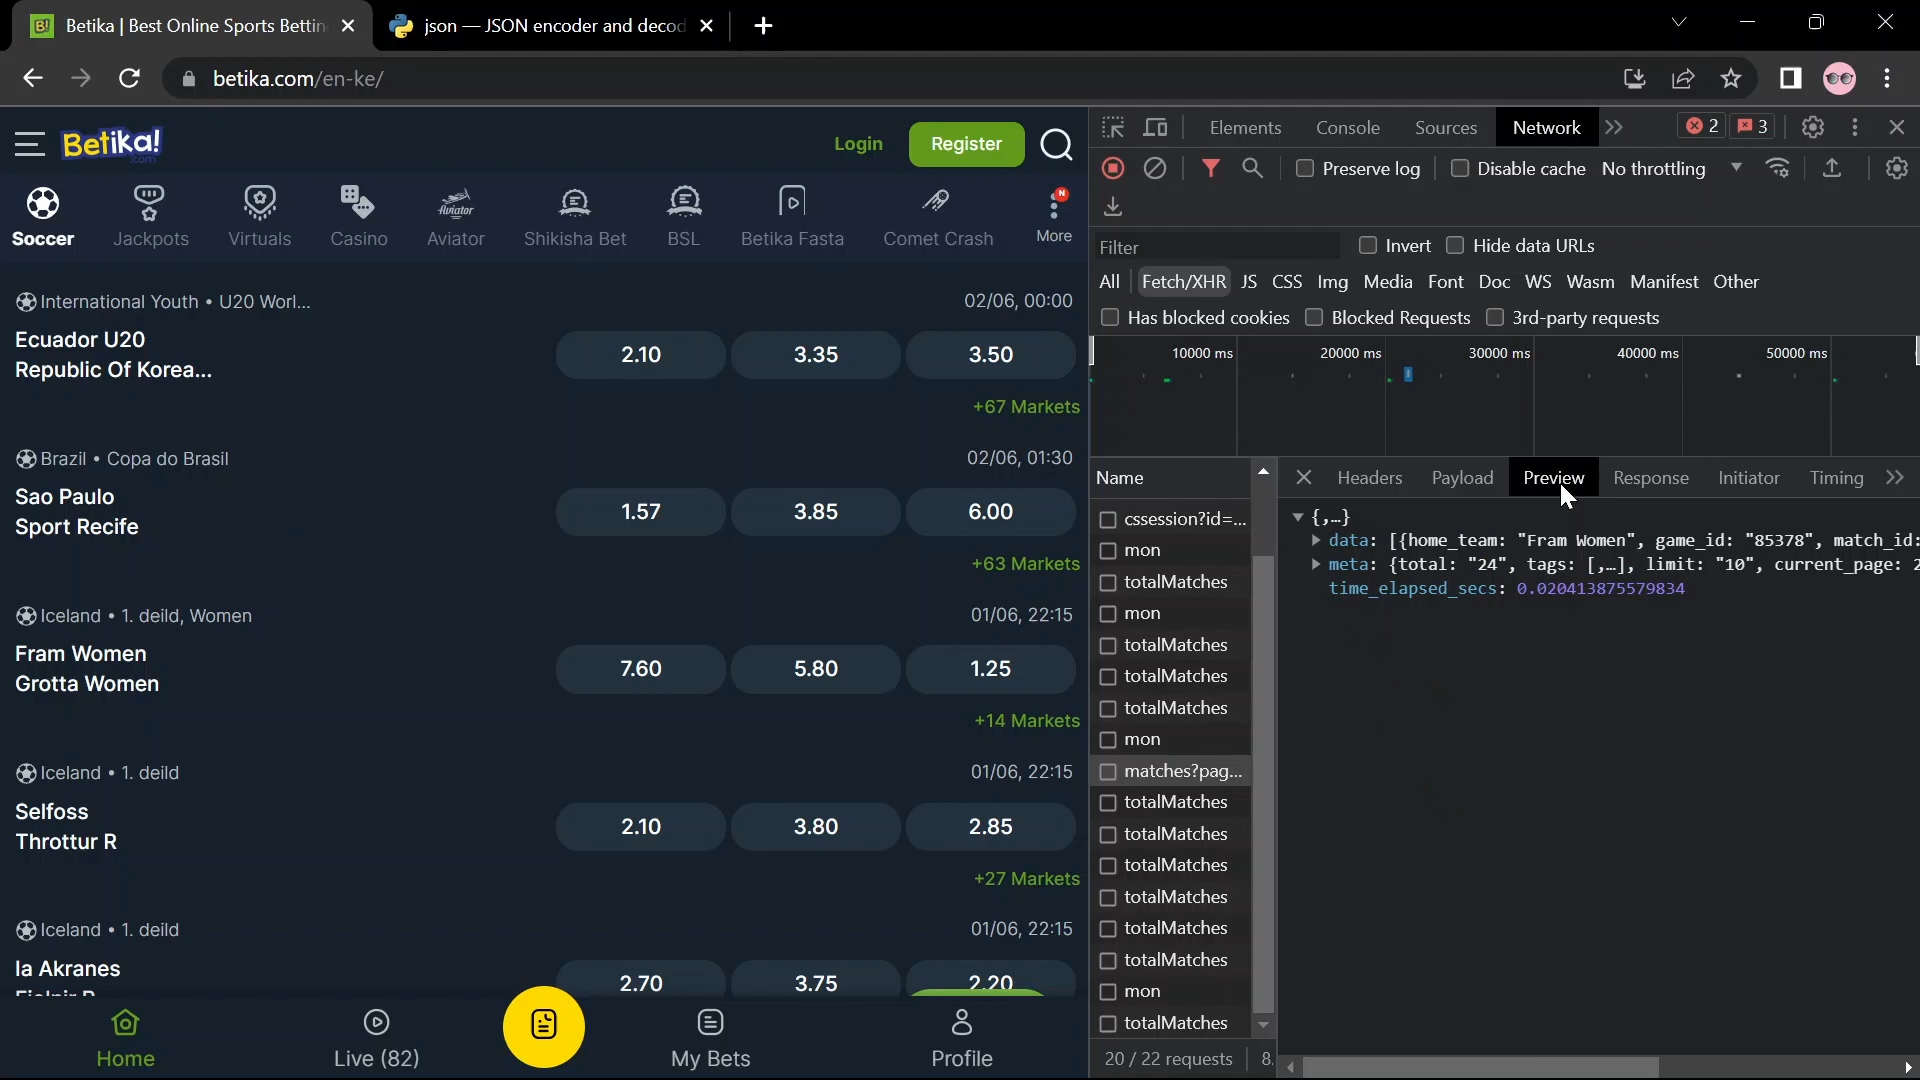 Betika | Best Online Sports Bettin
json — JSON encoder and decod
betika.com/en-ke/
Betika!
.com
Login
Register
Soccer
Jackpots
Virtuals
Casino
Aviator
Aviator
Shikisha Bet
BSL
Betika Fasta
Comet Crash
N
More
International Youth • U20 Worl...
02/06, 00:00
Ecuador U20
Republic Of Korea...
2.10
3.35
3.50
+67 Markets
Brazil • Copa do Brasil
02/06, 01:30
Sao Paulo
Sport Recife
1.57
3.85
6.00
+63 Markets
Iceland • 1. deild, Women
01/06, 22:15
Fram Women
Grotta Women
7.60
5.80
1.25
+14 Markets
Iceland • 1. deild
01/06, 22:15
Selfoss
Throttur R
2.10
3.80
2.85
+27 Markets
Iceland • 1. deild
01/06, 22:15
Ia Akranes
2.70
3.75
2.20
Home
Live (82)
My Bets
Profile
Elements
Console
Sources
Network
2
3
Preserve log
Disable cache
No throttling
Filter
Invert
Hide data URLs
All
Fetch/XHR
JS
CSS
Img
Media
Font
Doc
WS
Wasm
Manifest
Other
Has blocked cookies
Blocked Requests
3rd-party requests
10000 ms
20000 ms
30000 ms
40000 ms
50000 ms
Name
Headers
Payload
Preview
Response
Initiator
Timing
cssession?id=...
mon
totalMatches
mon
totalMatches
totalMatches
totalMatches
mon
matches?pag...
totalMatches
totalMatches
totalMatches
totalMatches
totalMatches
totalMatches
mon
totalMatches
20 / 22 requests
8.
{,…}
data: [{home_team: "Fram Women", game_id: "85378", match_id:
meta: {total: "24", tags: [,…], limit: "10", current_page: 2
time_elapsed_secs: 0.020413875579834